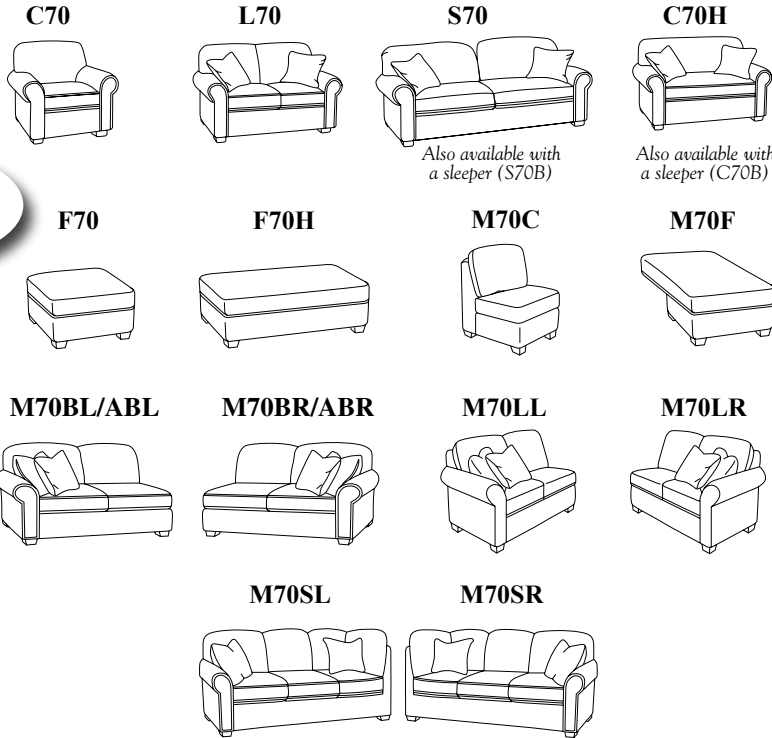 C70 L70 S70 C70H
Also available with
a sleeper (S70B)
Also available with
a sleeper (C70B)
F70 F70H M70C M70F
M70BL/ABL M70BR/ABR M70LL M70LR
M70SL M70SR